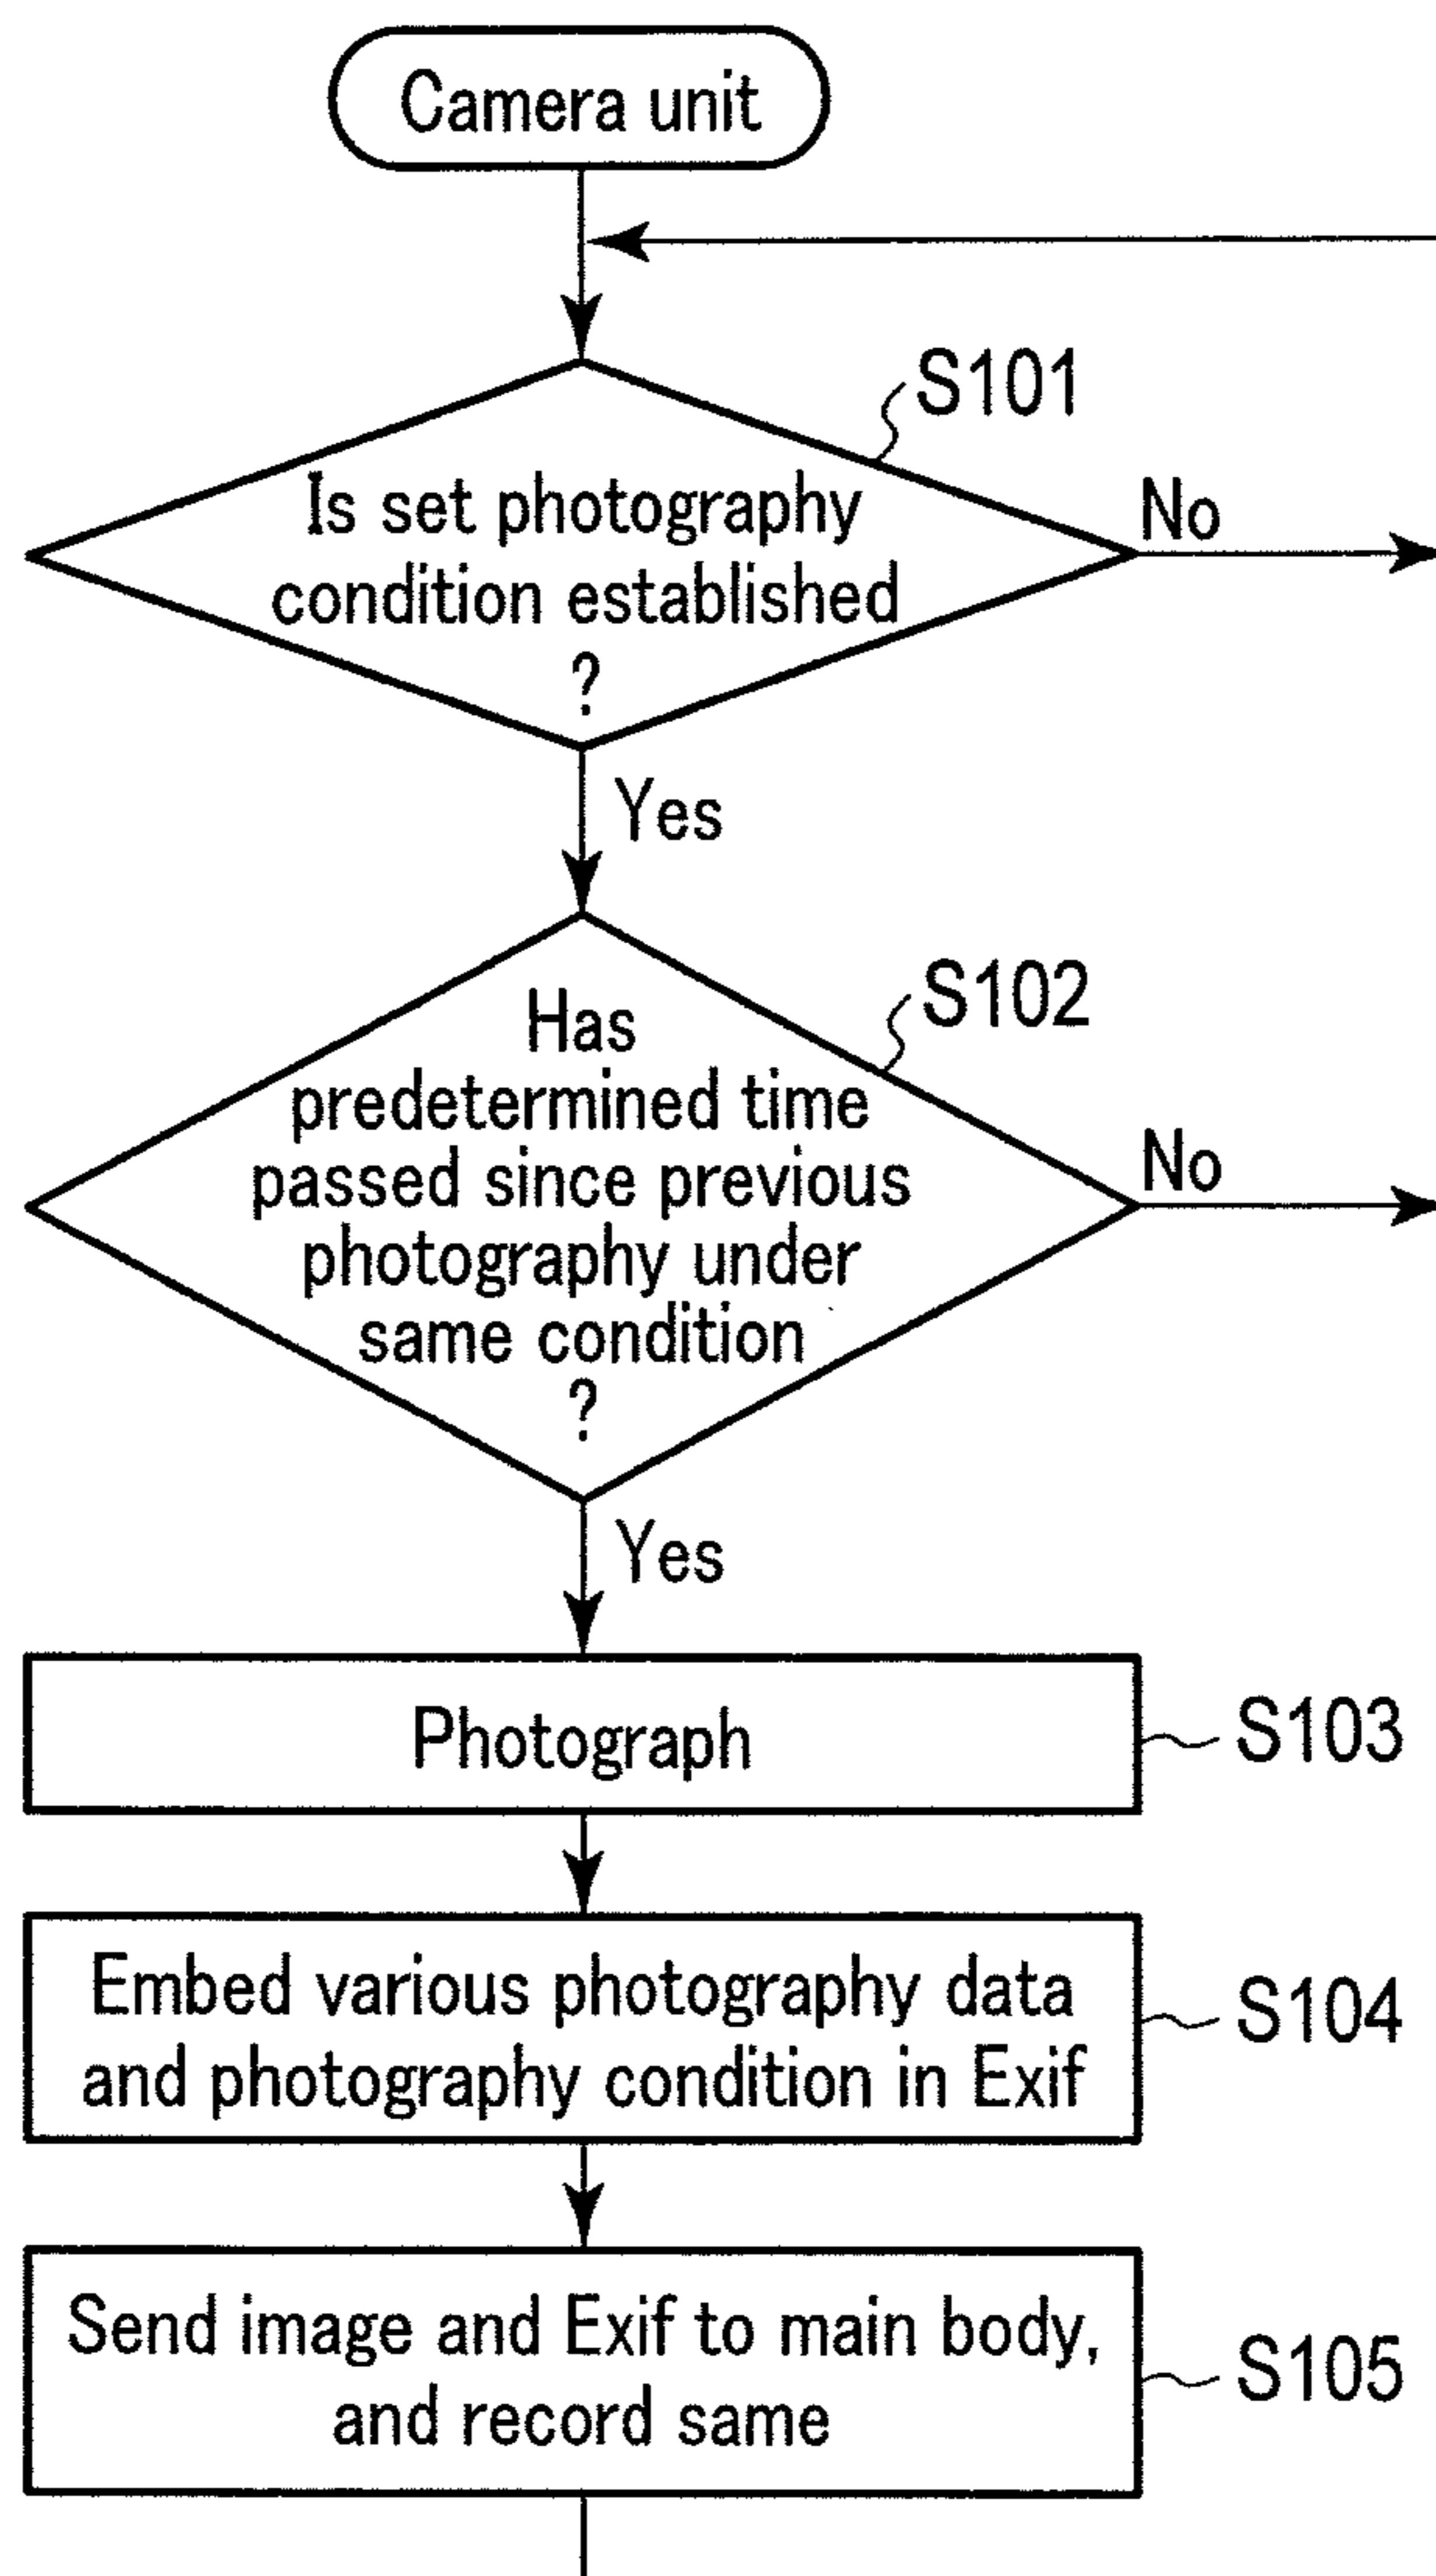 Camera unit
S101
Is set photography
condition established
?
No
Yes
S102
Has
predetermined time
passed since previous
photography under
same condition
?
No
Yes
Photograph
S103
Embed various photography data
and photography condition in Exif
S104
Send image and Exif to main body,
and record same
S105